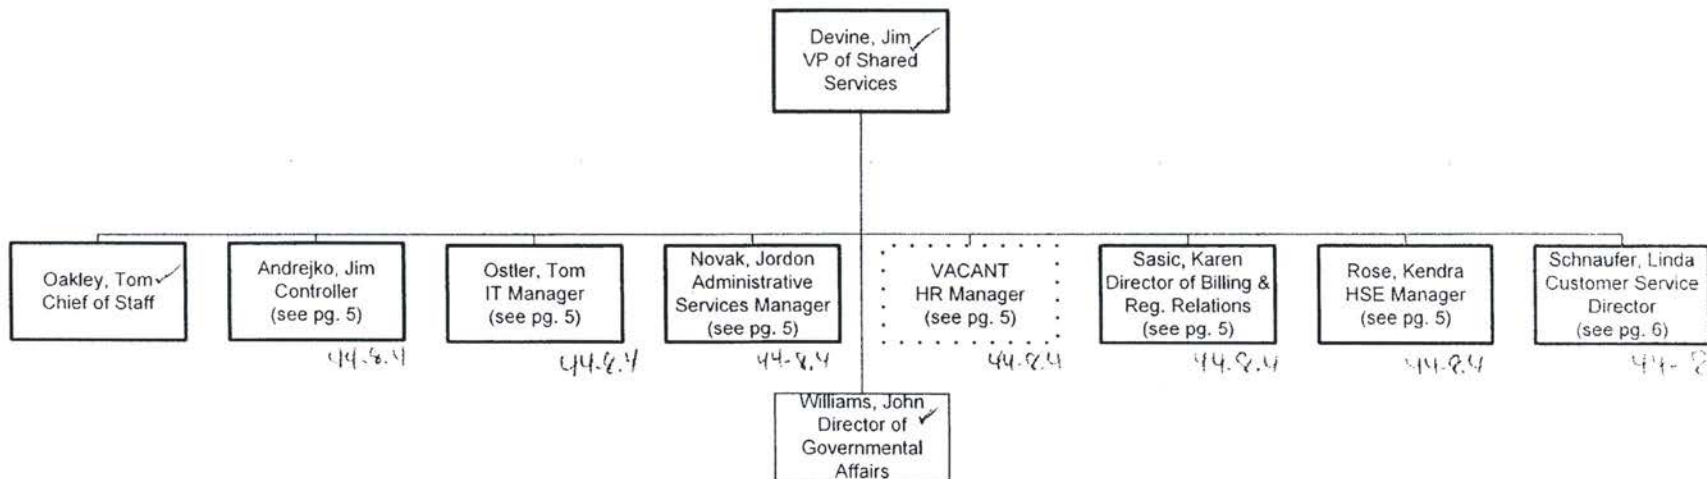 Devine, Jim
VP of Shared
Services
Oakley, Tom
Chief of Staff
Andrejko, Jim
Controller
(see pg. 5)
44-8.4
Ostler, Tom
IT Manager
(see pg. 5)
44-8.4
Novak, Jordon
Administrative
Services Manager
(see pg. 5)
44-8.4
VACANT
HR Manager
(see pg. 5)
44-8.4
Sasic, Karen
Director of Billing &
Reg. Relations
(see pg. 5)
44-8.4
Rose, Kendra
HSE Manager
(see pg. 5)
44-8.4
Schnaufer, Linda
Customer Service
Director
(see pg. 6)
44-8
Williams, John
Director of
Governmental
Affairs